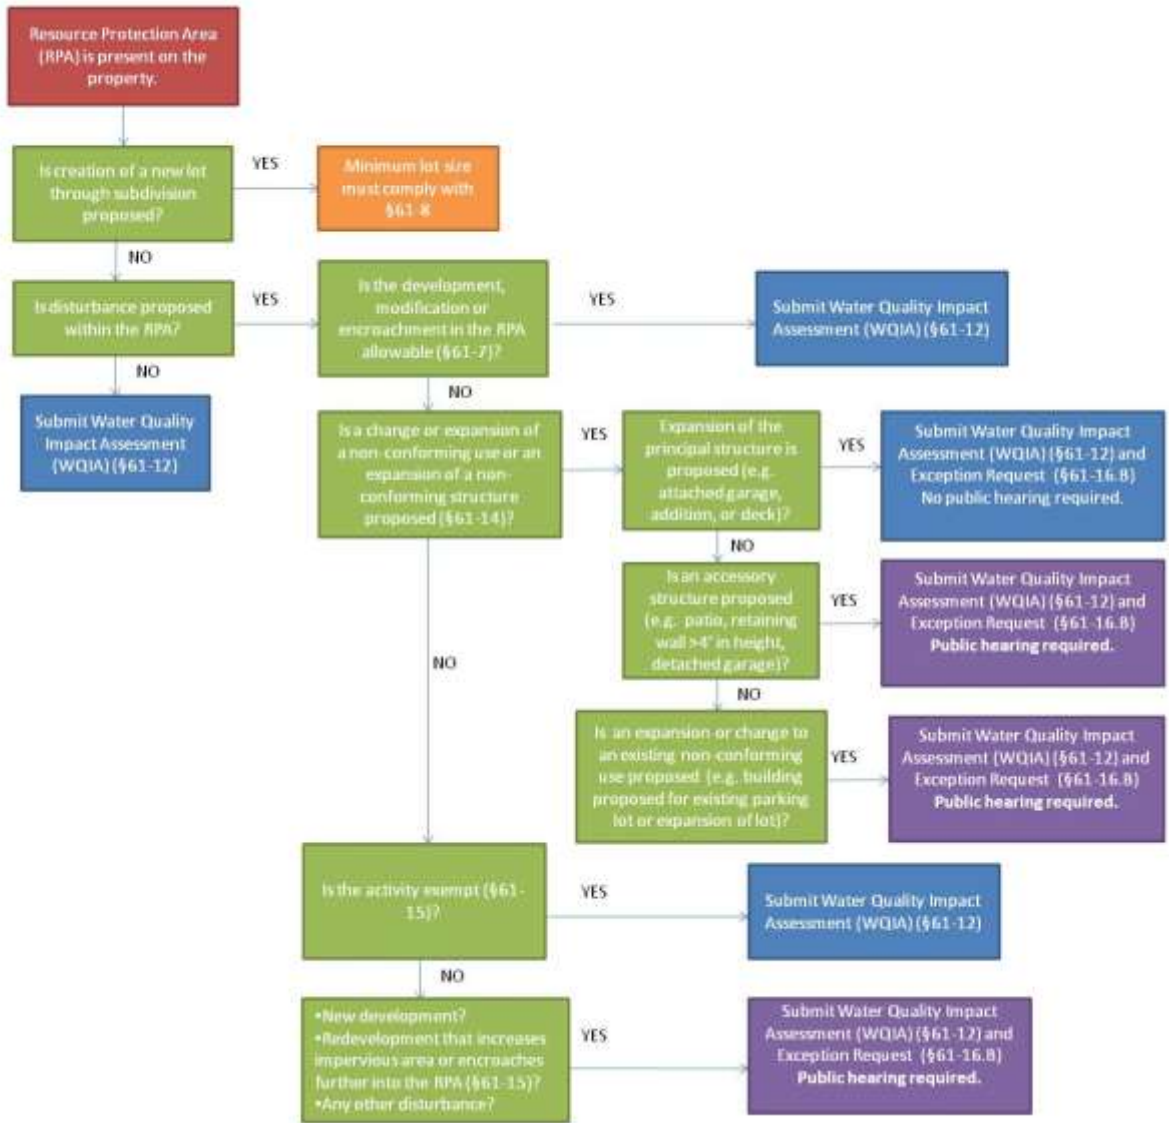 Resource Protection Area
(RPA) is present on the
property.
Is creation of a new lot
through subdivision
proposed?
YES
Minimum lot size
must comply with
§61-8
NO
Is disturbance proposed
within the RPA?
YES
Is the development,
modification or
encroachment in the RPA
allowable (§61-7)?
YES
Submit Water Quality Impact
Assessment (WQIA) (§61-12)
NO
Submit Water Quality
Impact Assessment
(WQIA) (§61-12)
NO
Is a change or expansion of
a non-conforming use or an
expansion of a non-
conforming structure
proposed (§61-14)?
YES
Expansion of the
principal structure is
proposed (e.g.
attached garage,
addition, or deck)?
YES
Submit Water Quality Impact
Assessment (WQIA) (§61-12) and
Exception Request (§61-16.B)
No public hearing required.
NO
Is an accessory
structure proposed
(e.g. patio, retaining
wall >4' in height,
detached garage)?
YES
Submit Water Quality Impact
Assessment (WQIA) (§61-12) and
Exception Request (§61-16.B)
Public hearing required.
NO
NO
Is an expansion or change to
an existing non-conforming
use proposed (e.g. building
proposed for existing parking
lot or expansion of lot)?
YES
Submit Water Quality Impact
Assessment (WQIA) (§61-12) and
Exception Request (§61-16.B)
Public hearing required.
Is the activity exempt (§61-
15)?
YES
Submit Water Quality Impact
Assessment (WQIA) (§61-12)
NO
•New development?
•Redevelopment that increases
impervious area or encroaches
further into the RPA (§61-15)?
•Any other disturbance?
YES
Submit Water Quality Impact
Assessment (WQIA) (§61-12) and
Exception Request (§61-16.B)
Public hearing required.